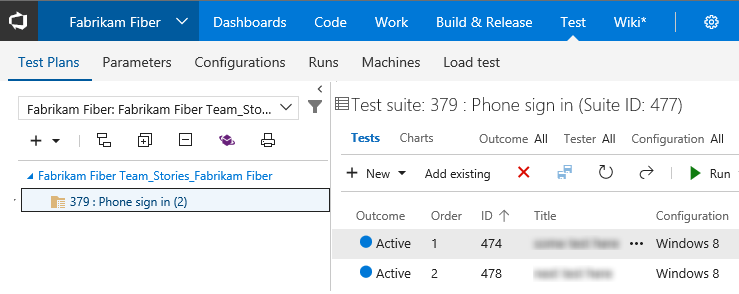 Fabrikam Fiber Dashboards Code Work Build & Release Test Wiki*
Test Plans Parameters Configurations Runs Machines Load test
Fabrikam Fiber: Fabrikam Fiber Team_Sto...
Fabrikam Fiber Team_Stories_Fabrikam Fiber
379 : Phone sign in (2)
Test suite: 379 : Phone sign in (Suite ID: 477)
Tests Charts Outcome All Tester All Configuration All
New Add existing Run
Outcome Order ID Title Configuration
Active 1 474 Windows 8
Active 2 478 Windows 8